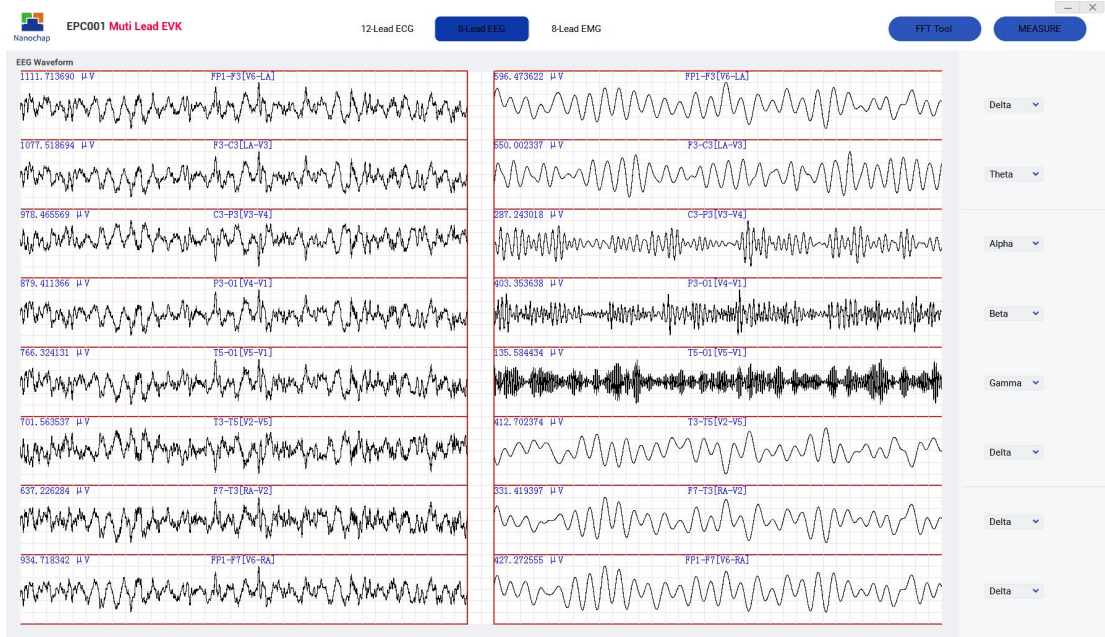 Nanochap
EPC001 Muti Lead EVK
12-Lead ECG
8-Lead EEG
8-Lead EMG
FFT Tool
MEASURE
EEG Waveform
1111.713690 μV FP1-F3[V6-LA]
596.473622 μV FP1-F3[V6-LA]
Delta
1077.518694 μV F3-C3[LA-V3]
550.002337 μV F3-C3[LA-V3]
Theta
978.465569 μV C3-P3[V3-V4]
287.243018 μV C3-P3[V3-V4]
Alpha
879.411366 μV P3-O1[V4-V1]
403.353638 μV P3-O1[V4-V1]
Beta
766.324131 μV T5-O1[V5-V1]
135.584434 μV T5-O1[V5-V1]
Gamma
701.563537 μV T3-T5[V2-V5]
412.702374 μV T3-T5[V2-V5]
Delta
637.226284 μV F7-T3[RA-V2]
331.419397 μV F7-T3[RA-V2]
Delta
934.718342 μV FP1-F7[V6-RA]
427.272555 μV FP1-F7[V6-RA]
Delta